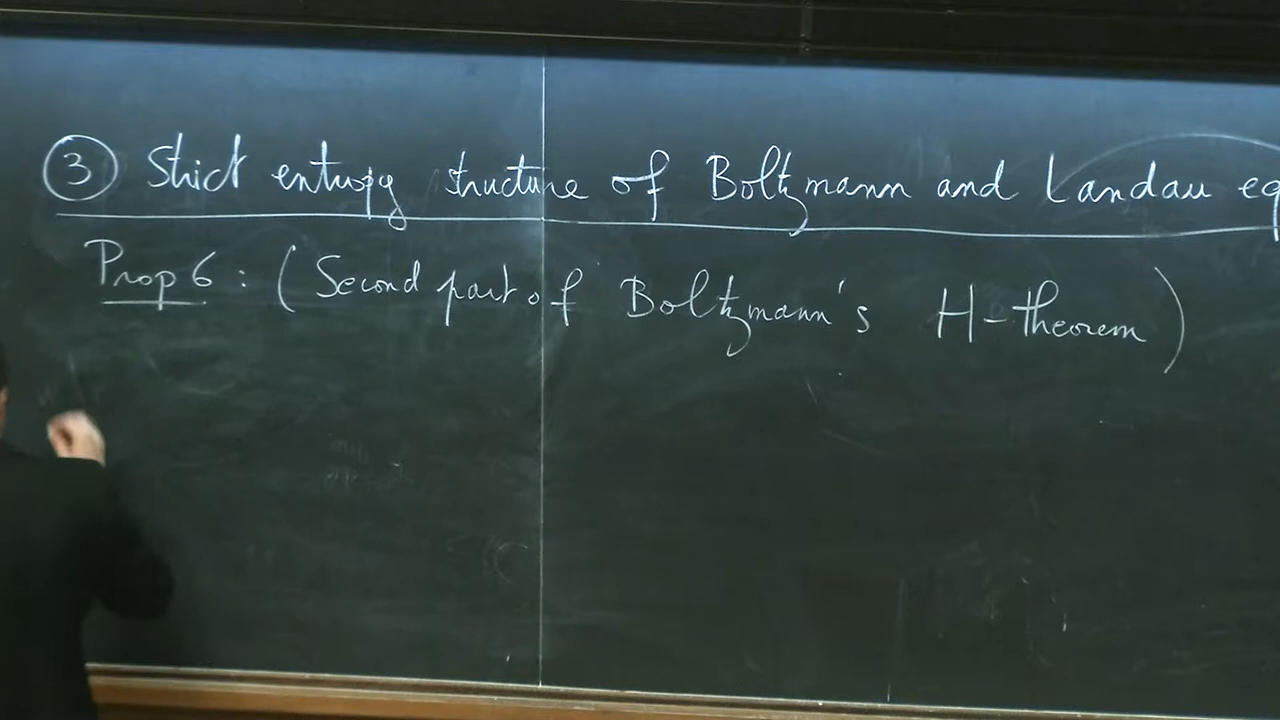 ③ Strict entropy structure of Boltzmann and Landau eq
Prop 6 : (Second part of Boltzmann's H-theorem)